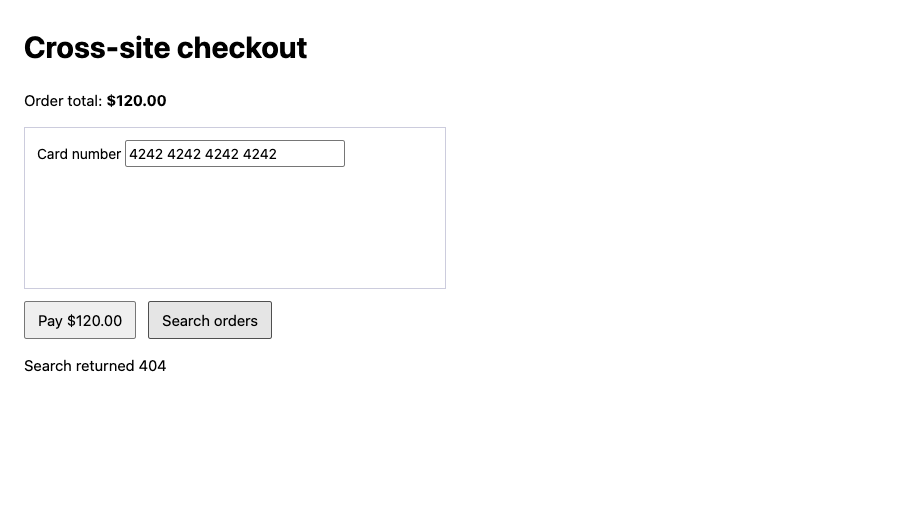 Cross-site checkout
Order total: $120.00
Card number 4242 4242 4242 4242
Pay $120.00 Search orders
Search returned 404